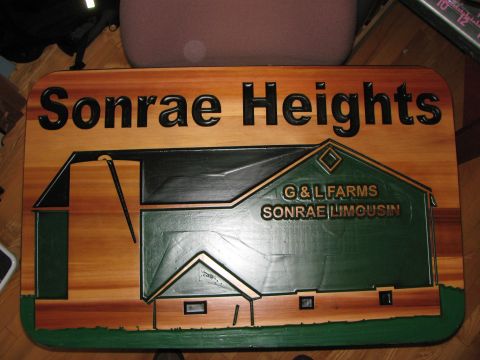 Sonrae Heights
G & L FARMS
SONRAE LIMOUSIN